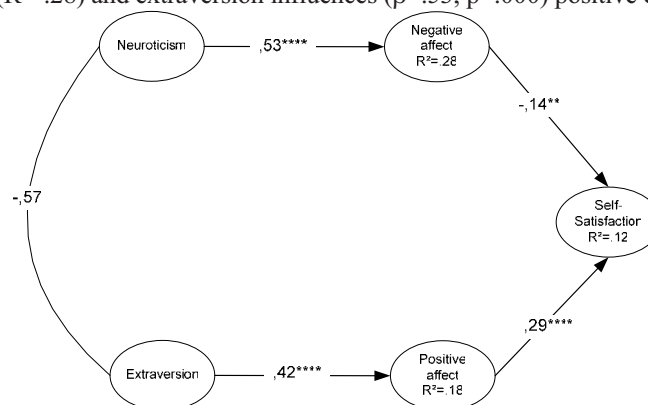 (R²=.28) and extraversion influences (β=.53, p=.000) positive
Neuroticism
,53****
Negative
affect
R²=.28
-,14**
-,57
Self-
Satisfaction
R²=.12
,29****
Extraversion
,42****
Positive
affect
R²=.18